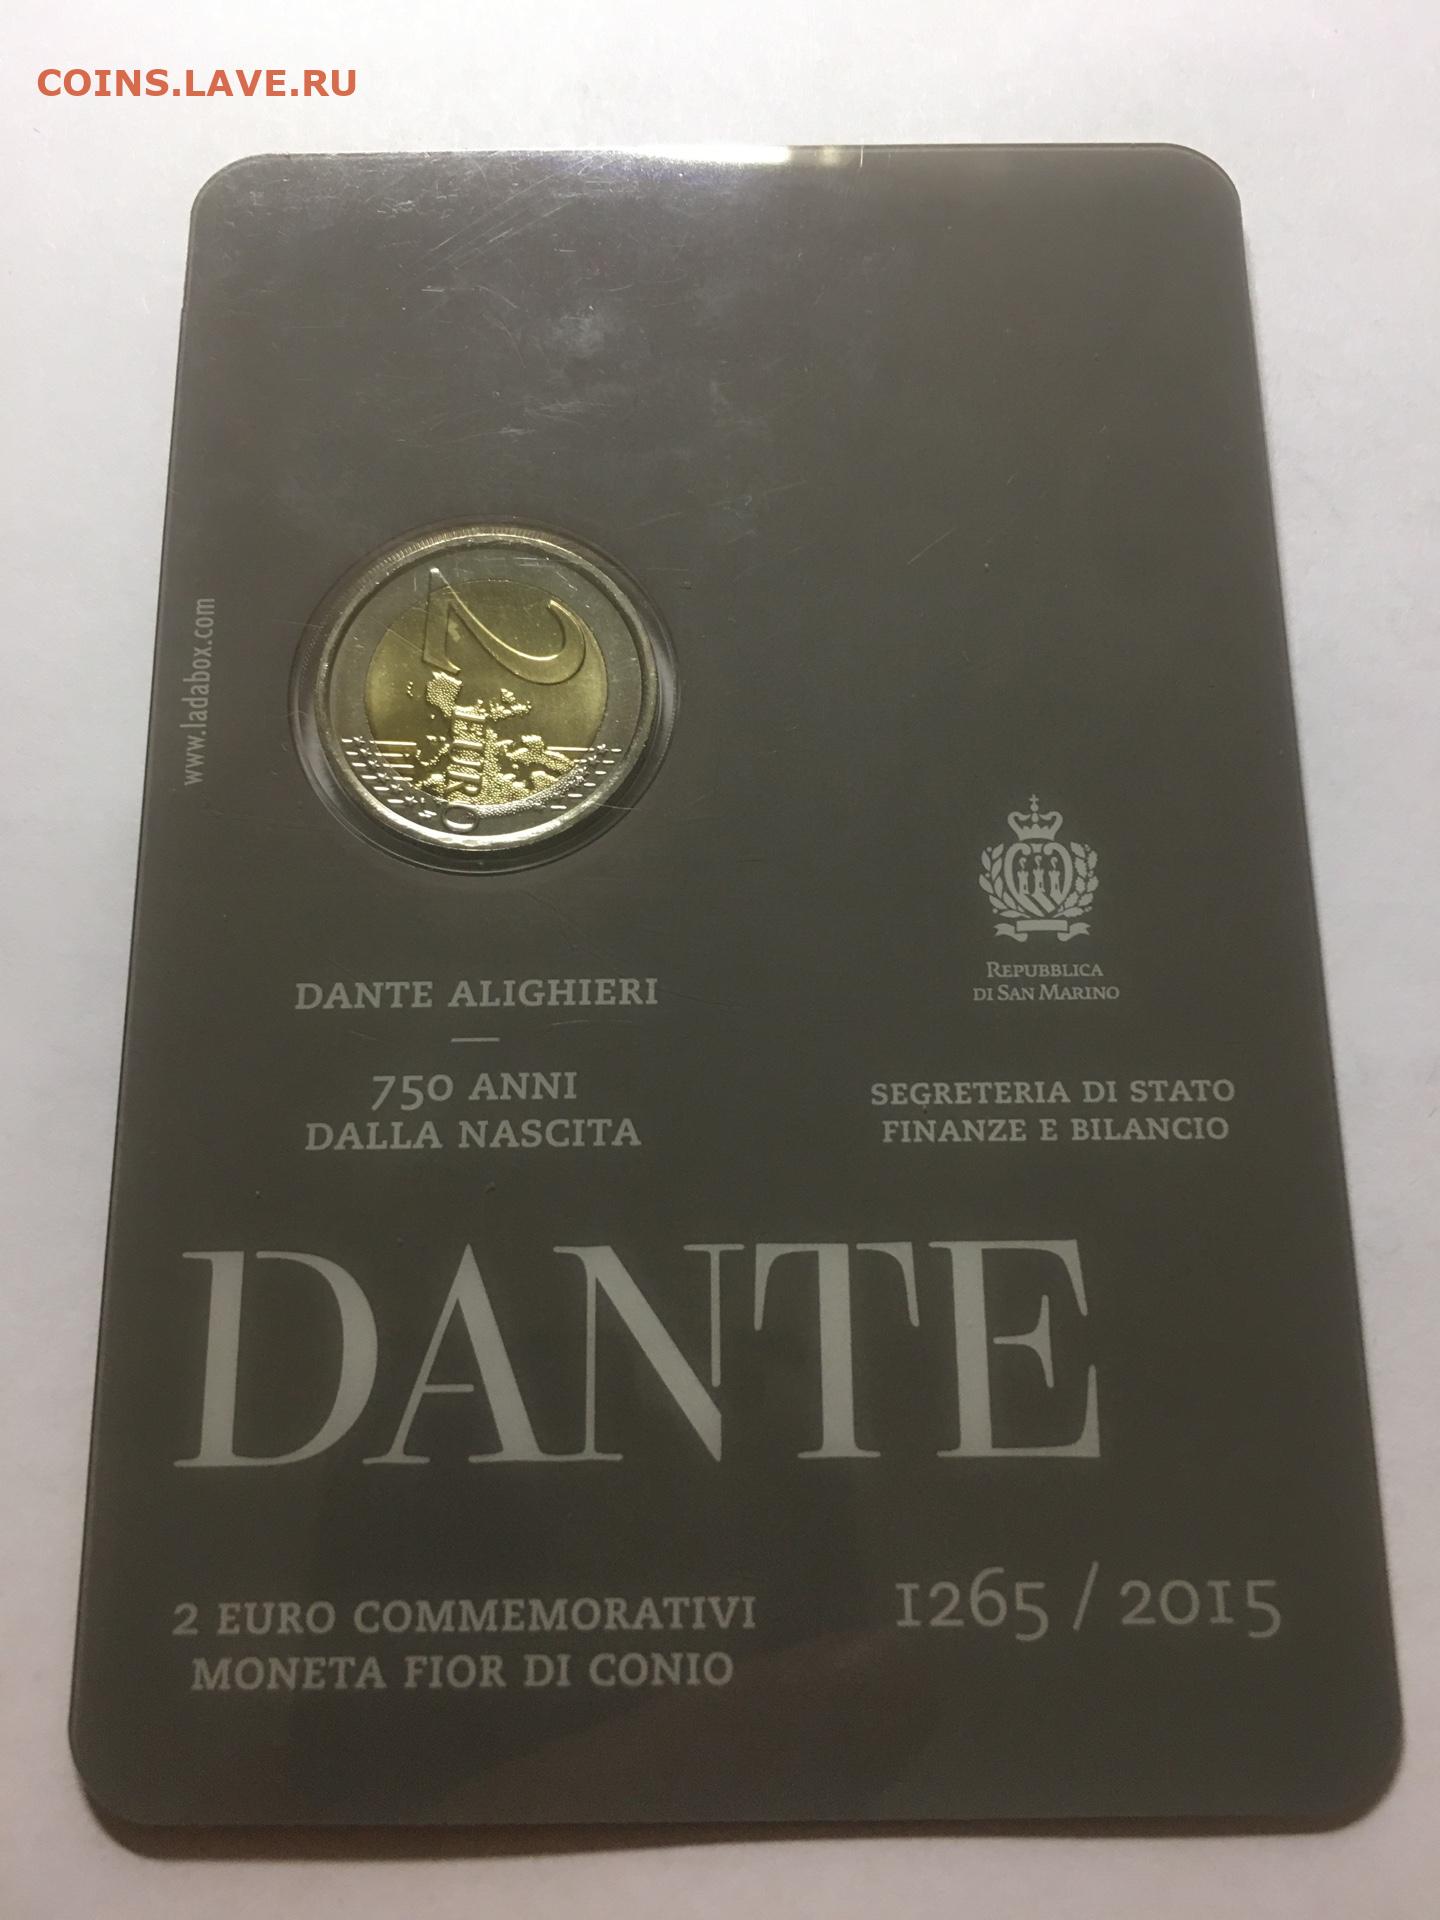 COINS.LAVE.RU
www.ladabox.com
2 EURO
DANTE ALIGHIERI
—
750 ANNI
DALLA NASCITA
REPUBBLICA
DI SAN MARINO
SEGRETERIA DI STATO
FINANZE E BILANCIO
DANTE
2 EURO COMMEMORATIVI
MONETA FIOR DI CONIO
1265 / 2015